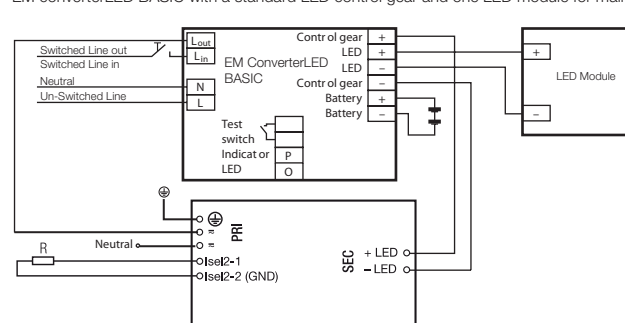 EM converterLED BASIC with a standard LED control gear and one LED module for main
Switched Line out
Switched Line in
Neutral
Un-Switched Line
Lout
Lin
N
L
EM ConverterLED
BASIC
Control gear +
LED +
LED –
Control gear –
Battery +
Battery –
Test
switch
Indicator
LED
P
O
+
LED Module
–
PRI
≈
≈
Neutral
R
Isel2-1
Isel2-2 (GND)
SEC
+ LED
– LED